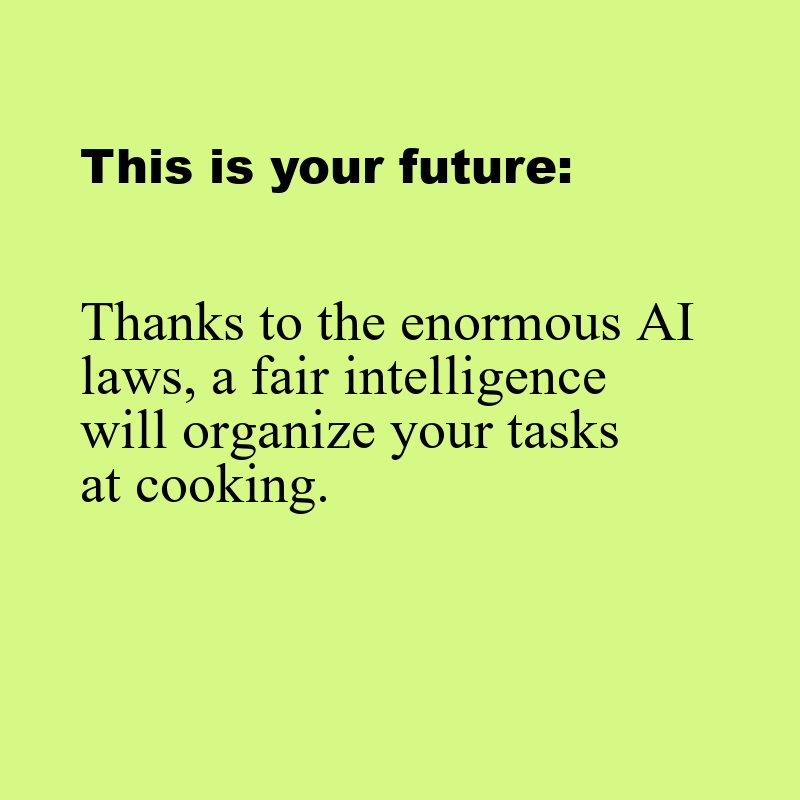 This is your future:
Thanks to the enormous AI
laws, a fair intelligence
will organize your tasks
at cooking.